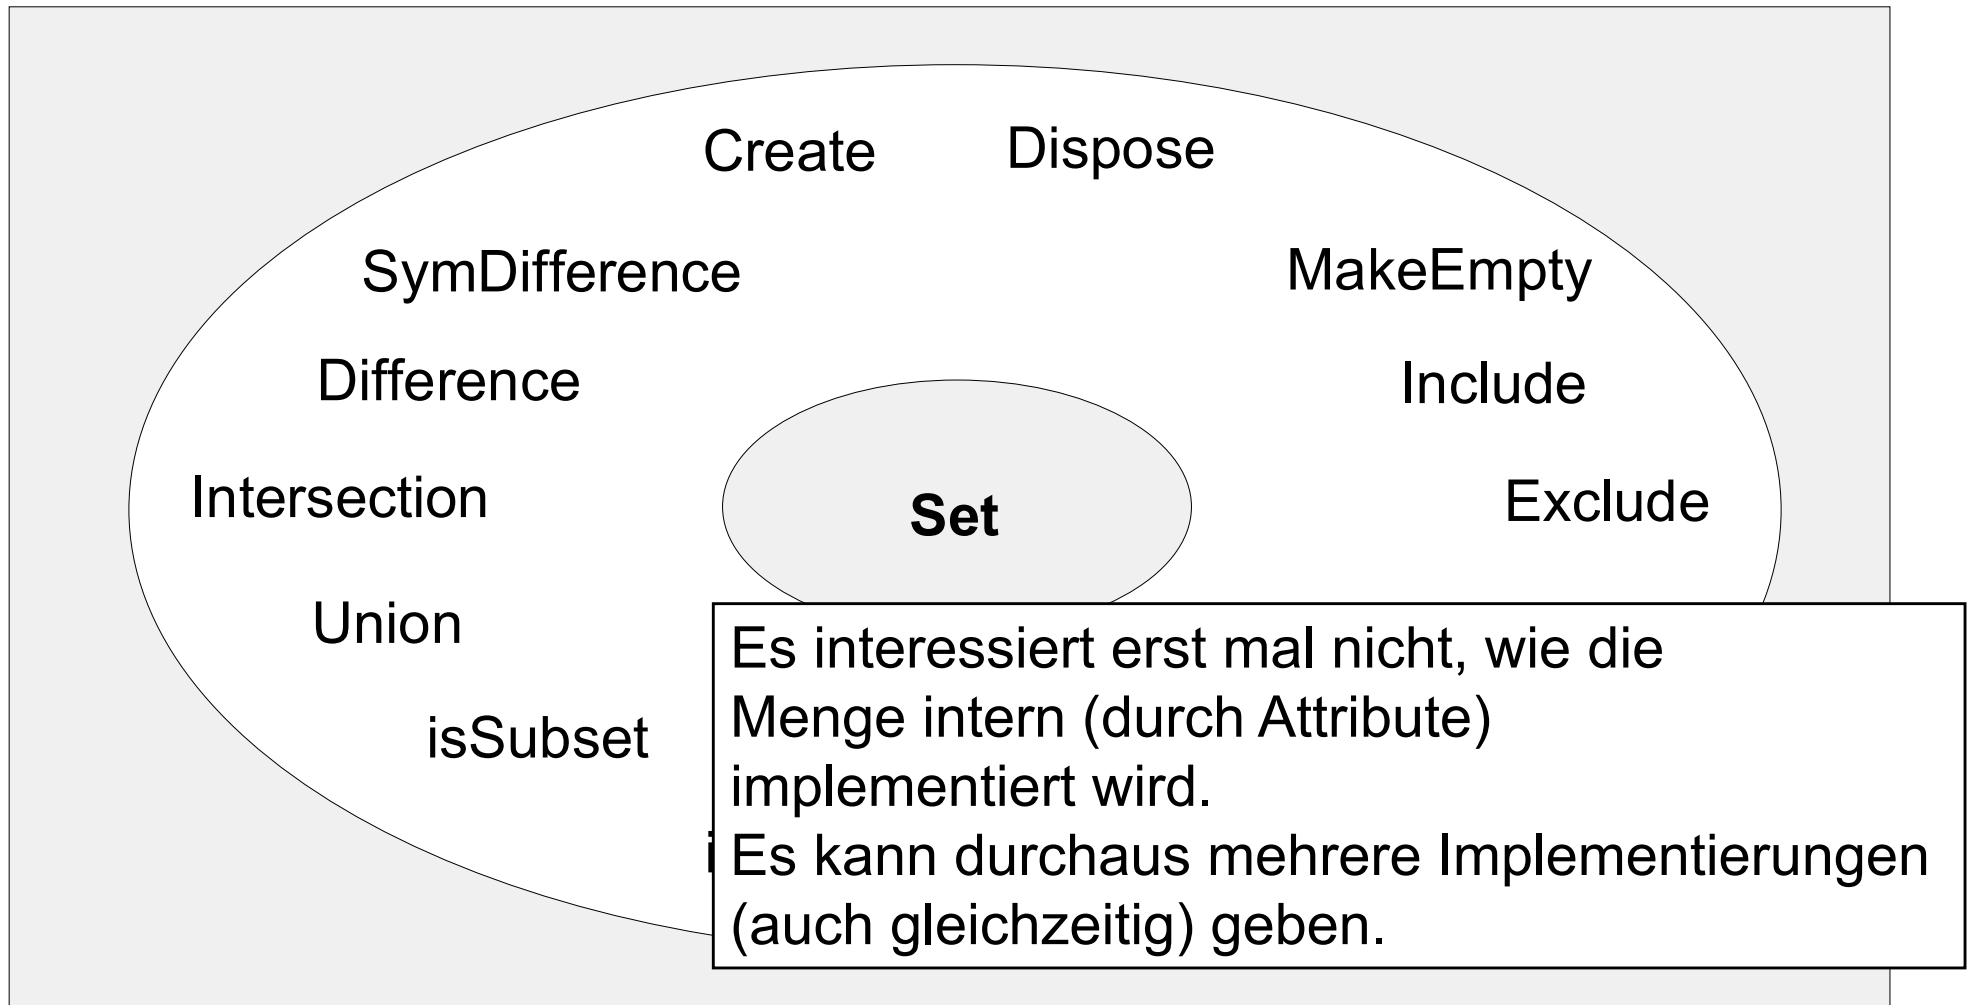 Create
Dispose
SymDifference
MakeEmpty
Difference
Include
Intersection
Set
Exclude
Union
isSubset
Es interessiert erst mal nicht, wie die
Menge intern (durch Attribute)
implementiert wird.
Es kann durchaus mehrere Implementierungen
(auch gleichzeitig) geben.